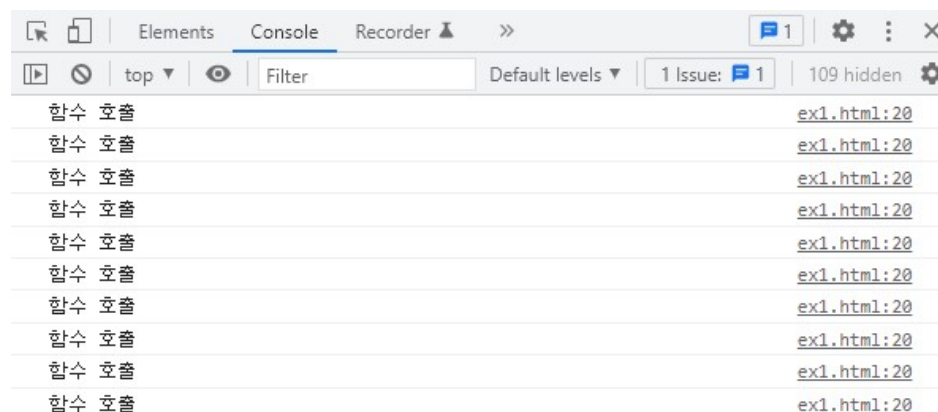 Elements Console Recorder 1
top Filter Default levels 1 Issue: 1 109 hidden
함수 호출 ex1.html:20
함수 호출 ex1.html:20
함수 호출 ex1.html:20
함수 호출 ex1.html:20
함수 호출 ex1.html:20
함수 호출 ex1.html:20
함수 호출 ex1.html:20
함수 호출 ex1.html:20
함수 호출 ex1.html:20
함수 호출 ex1.html:20